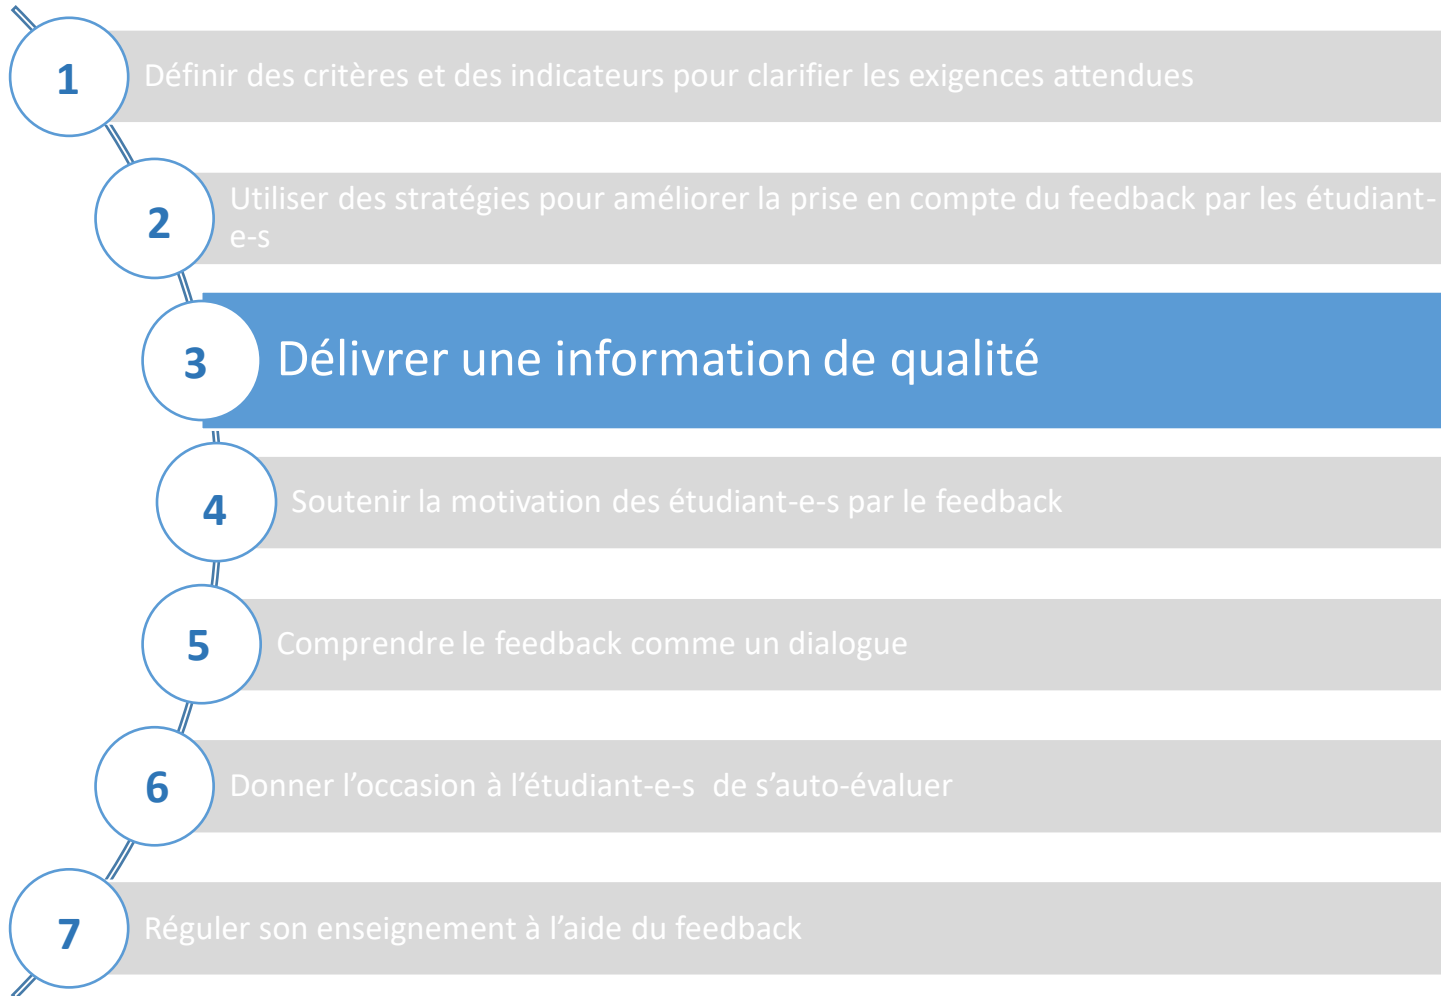 1
Définir des critères et des indicateurs pour clarifier les exigences attendues
2
Utiliser des stratégies pour améliorer la prise en compte du feedback par les étudiant-
e-s
3
Délivrer une information de qualité
4
Soutenir la motivation des étudiant-e-s par le feedback
5
Comprendre le feedback comme un dialogue
6
Donner l’occasion à l’étudiant-e-s  de s’auto-évaluer
7
Réguler son enseignement à l’aide du feedback